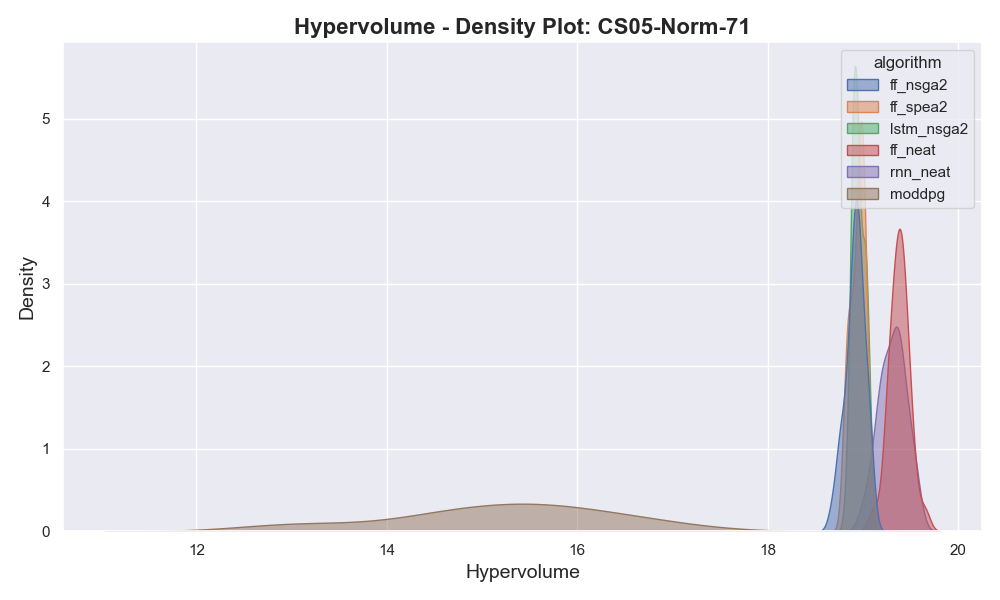 Hypervolume - Density Plot: CS05-Norm-71
algorithm
ff_nsga2
ff_spea2
lstm_nsga2
ff_neat
rnn_neat
moddpg
Density
5
4
3
2
1
0
12 14 16 18 20
Hypervolume